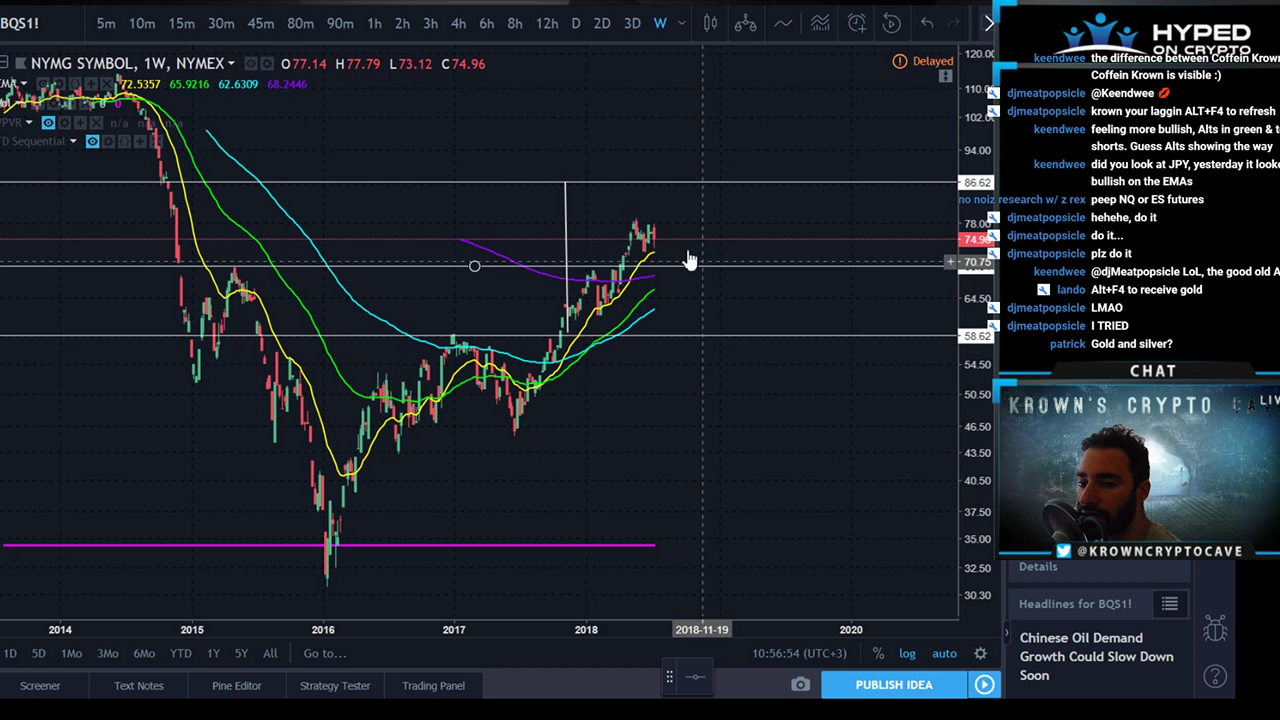 BQS1!
5m 10m 15m 30m 45m 80m 90m 1h 2h 3h 4h 6h 8h 12h D 2D 3D W
NYMG SYMBOL, 1W, NYMEX O77.14 H77.79 L73.12 C74.96
Delayed
72.5357 65.9216 62.6309 68.2446
0
VPVR n/a n/a n/a
TD Sequential
120.00
102.00
94.00
86.62
78.00
70.75
64.50
58.62
54.50
50.50
46.50
43.50
40.50
37.50
35.00
32.50
30.30
2014 2015 2016 2017 2018 2018-11-19 2020
1D 5D 1Mo 3Mo 6Mo YTD 1Y 5Y All Go to... 10:56:54 (UTC+3) % log auto
Screener Text Notes Pine Editor Strategy Tester Trading Panel PUBLISH IDEA
HYPED
ON CRYPTO
keendwee the difference between Coffein Krown
Coffein Krown is visible :)
djmeatpopsicle @Keendwee 💋
djmeatpopsicle krown your laggin ALT+F4 to refresh
keendwee feeling more bullish, Alts in green &
shorts. Guess Alts showing the way
keendwee did you look at JPY, yesterday it looke
bullish on the EMAs
no noiz research w/ z rex peep NQ or ES futures
djmeatpopsicle hehehe, do it
djmeatpopsicle do it...
djmeatpopsicle plz do it
keendwee @djMeatpopsicle LoL, the good old A
lando Alt+F4 to receive gold
djmeatpopsicle LMAO
djmeatpopsicle I TRIED
patrick Gold and silver?
CHAT
KROWN'S CRYPTO CAV
LIV
@KROWNCRYPTOCAVE
Details
Headlines for BQS1!
Chinese Oil Demand
Growth Could Slow Down
Soon